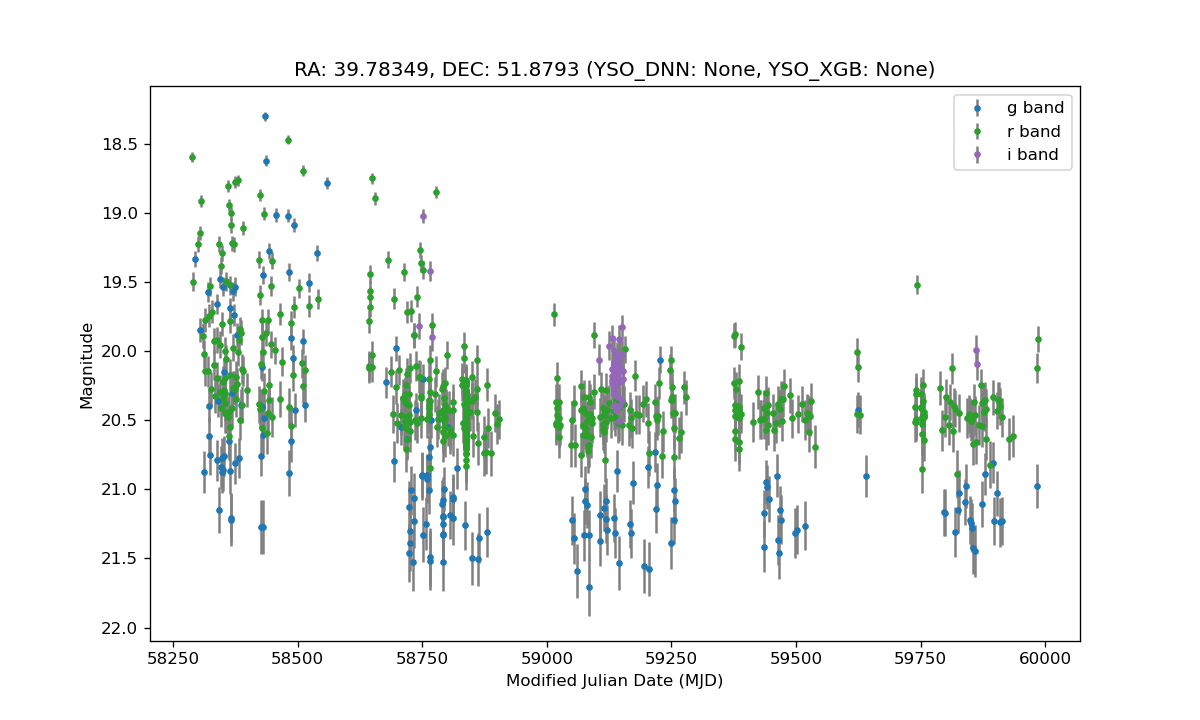 RA: 39.78349, DEC: 51.8793 (YSO_DNN: None, YSO_XGB: None)
g band
r band
i band
18.5
19.0
19.5
20.0
20.5
21.0
21.5
22.0
Magnitude
58250 58500 58750 59000 59250 59500 59750 60000
Modified Julian Date (MJD)